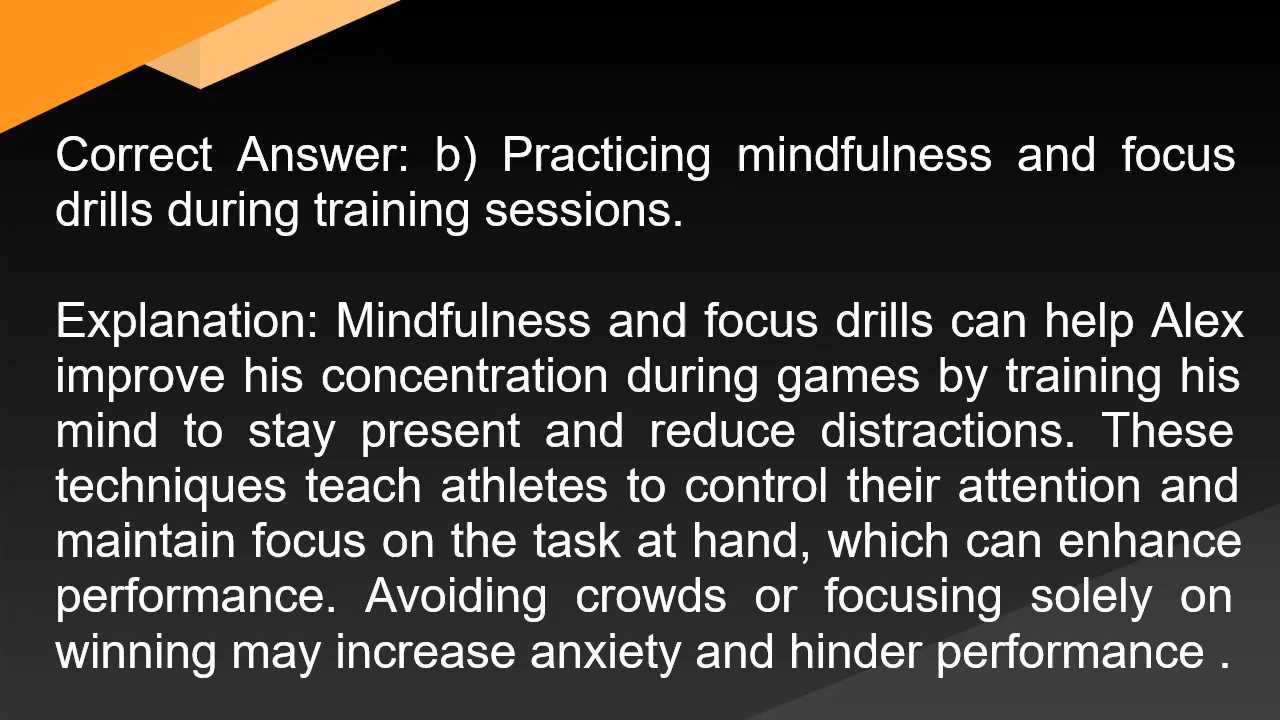 Correct Answer: b) Practicing mindfulness and focus
drills during training sessions.
Explanation: Mindfulness and focus drills can help Alex
improve his concentration during games by training his
mind to stay present and reduce distractions. These
techniques teach athletes to control their attention and
maintain focus on the task at hand, which can enhance
performance. Avoiding crowds or focusing solely on
winning may increase anxiety and hinder performance .